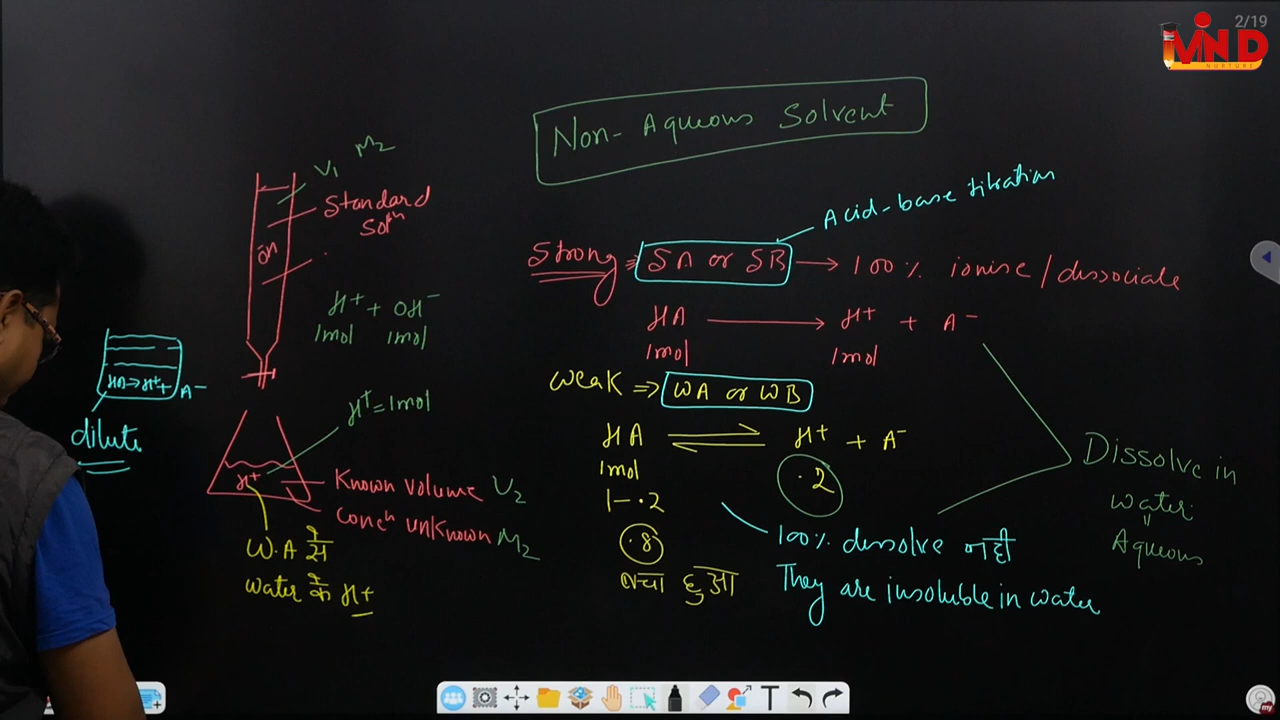 2/19
VND
NURTURE
Non-Aqueous Solvent
V₁ M₂
Standard
Solⁿ
H⁺ + OH⁻
1mol 1mol
HA→H⁺+A⁻
dilute
H⁺=1mol
H⁺
Known volume V₂
Concⁿ unknown M₂
W.A
water के H+
Acid-base titration
Strong ⇒ SA or SB → 100% ionise/dissociate
HA → H⁺ + A⁻
1mol 1mol
Weak ⇒ WA or WB
HA ⇌ H⁺ + A⁻
1mol .2
1-.2
.8
बचा हुआ
100% dissolve नहीं
They are insoluble in water
Dissolve in
water
Aqueous
T
my